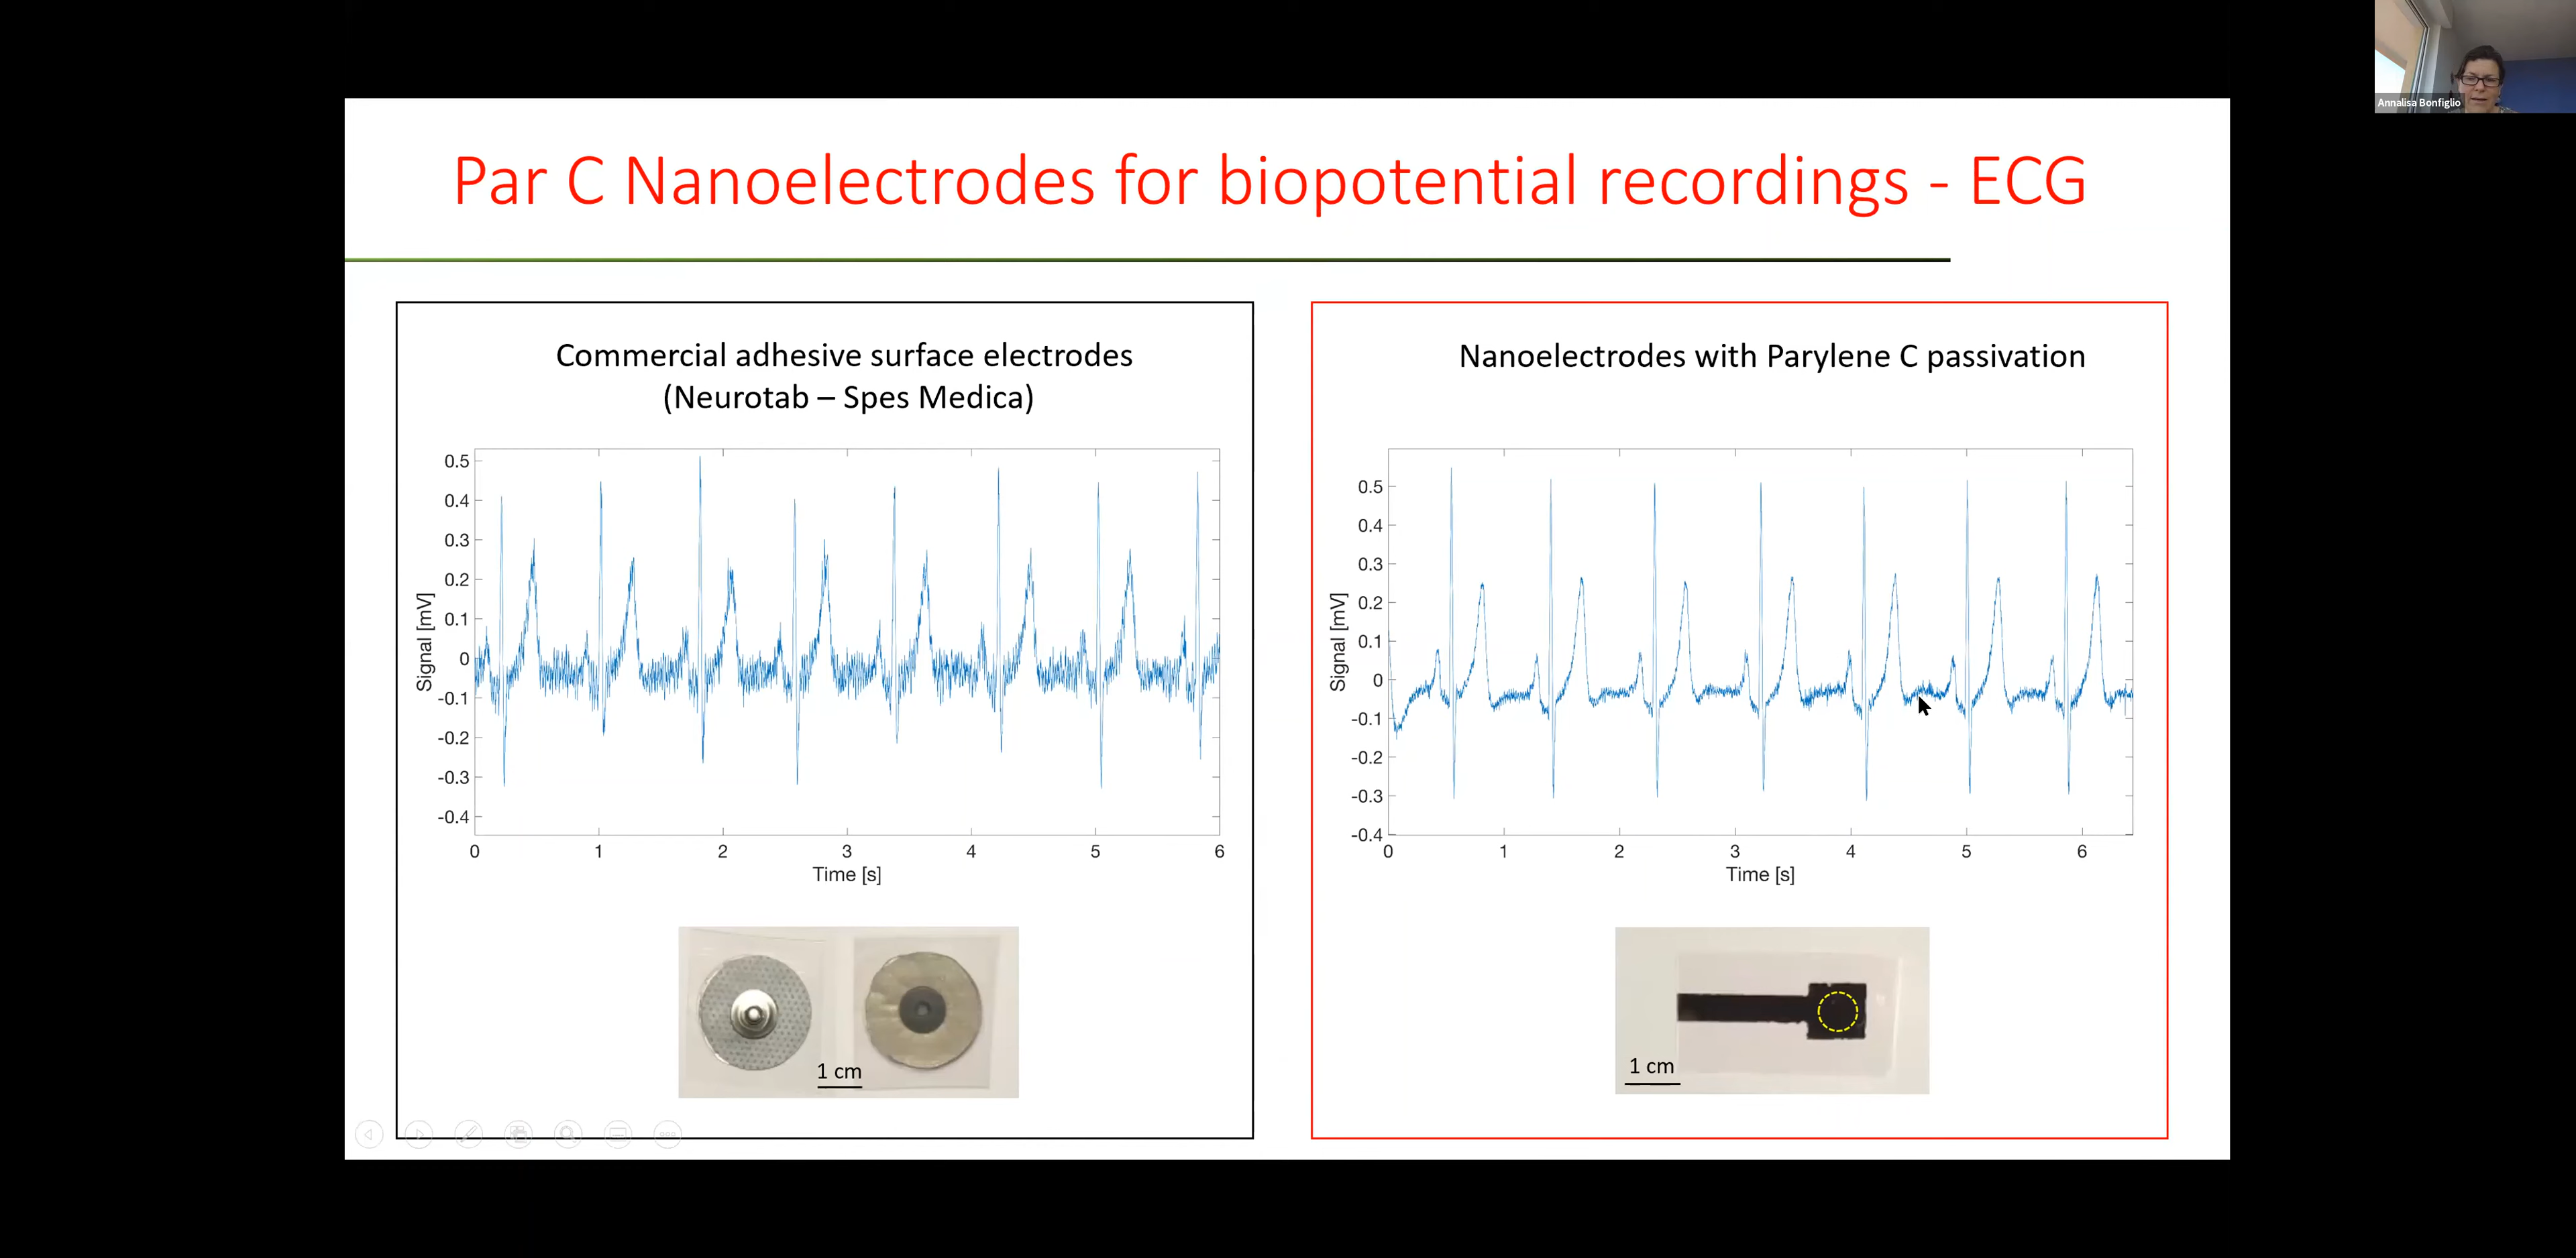 Annalisa Bonfiglio
Par C Nanoelectrodes for biopotential recordings - ECG
Commercial adhesive surface electrodes
(Neurotab – Spes Medica)
0.5
0.4
0.3
0.2
0.1
0
-0.1
-0.2
-0.3
-0.4
Signal [mV]
0 1 2 3 4 5 6
Time [s]
1 cm
Nanoelectrodes with Parylene C passivation
0.5
0.4
0.3
0.2
0.1
0
-0.1
-0.2
-0.3
-0.4
Signal [mV]
0 1 2 3 4 5 6
Time [s]
1 cm